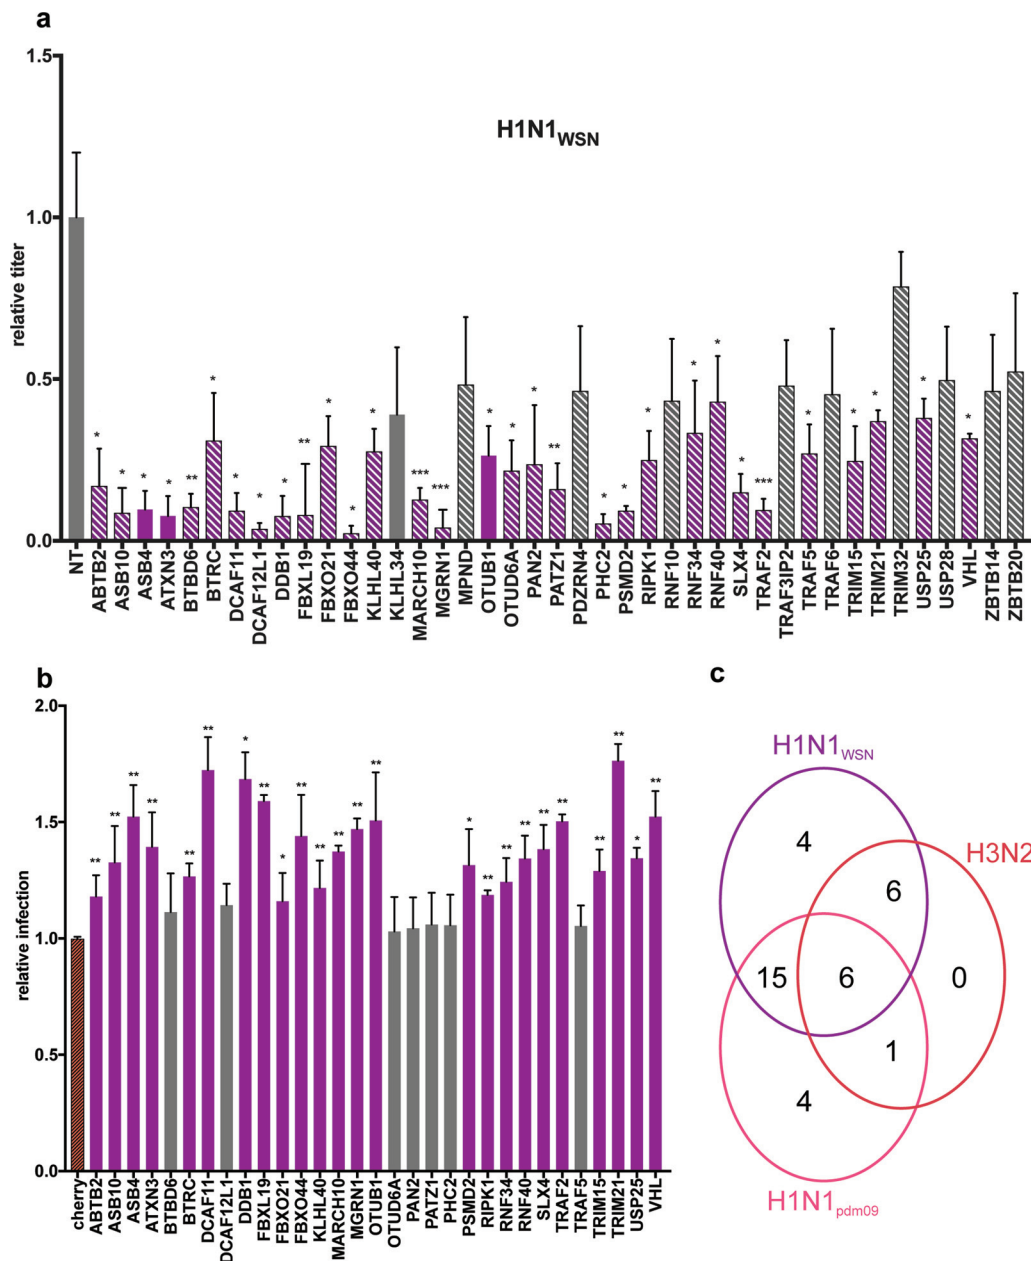 a
1.5
1.0
0.5
0.0
relative titer
H1N1WSN
* * * * ** * * * * ** * * * *** *** * * * ** * * * * * * *** * * * * *
NT
ABTB2
ASB10
ASB4
ATXN3
BTBD6
BTRC
DCAF11
DCAF12L1
DDB1
FBXL19
FBXO21
FBXO44
KLHL40
KLHL34
MARCH10
MGRN1
MPND
OTUB1
OTUD6A
PAN2
PATZ1
PDZRN4
PHC2
PSMD2
RIPK1
RNF10
RNF34
RNF40
SLX4
TRAF2
TRAF3IP2
TRAF5
TRAF6
TRIM15
TRIM21
TRIM32
USP25
USP28
VHL
ZBTB14
ZBTB20
b
2.0
1.5
1.0
0.5
0.0
relative infection
** ** ** ** ** ** * ** * ** ** ** ** ** * ** ** ** ** ** ** ** * **
cherry
ABTB2
ASB10
ASB4
ATXN3
BTBD6
BTRC
DCAF11
DCAF12L1
DDB1
FBXL19
FBXO21
FBXO44
KLHL40
MARCH10
MGRN1
OTUB1
OTUD6A
PAN2
PATZ1
PHC2
PSMD2
RIPK1
RNF34
RNF40
SLX4
TRAF2
TRAF5
TRIM15
TRIM21
USP25
VHL
c
H1N1WSN
H3N2
4
6
15
6
0
1
4
H1N1pdm09